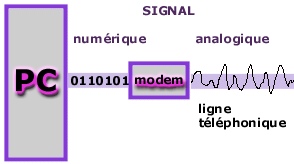 SIGNAL
numérique analogique
PC 0110101 modem
ligne
téléphonique